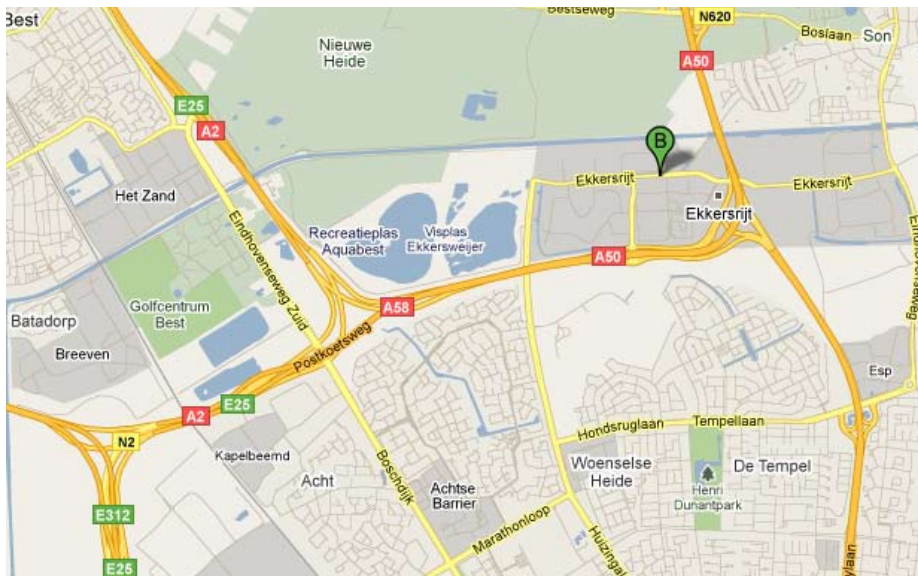 Best
Bestseweg
N620
Boslaan
Son
Nieuwe
Heide
A50
E25
A2
B
Het Zand
Ekkersrijt
Ekkersrijt
Ekkersrijt
Recreatieplas
Aquabest
Visplas
Ekkersweijer
Eindhovenseweg Zuid
A50
A58
Golfcentrum
Best
Batadorp
Breeven
Postkoetsweg
Esp
E25
A2
N2
Hondsruglaan
Tempellaan
Kapelbeemd
Acht
Boschdijk
Achtse
Barrier
Woenselse
Heide
De Tempel
Henri
Dunantpark
E312
Marathonloop
E25